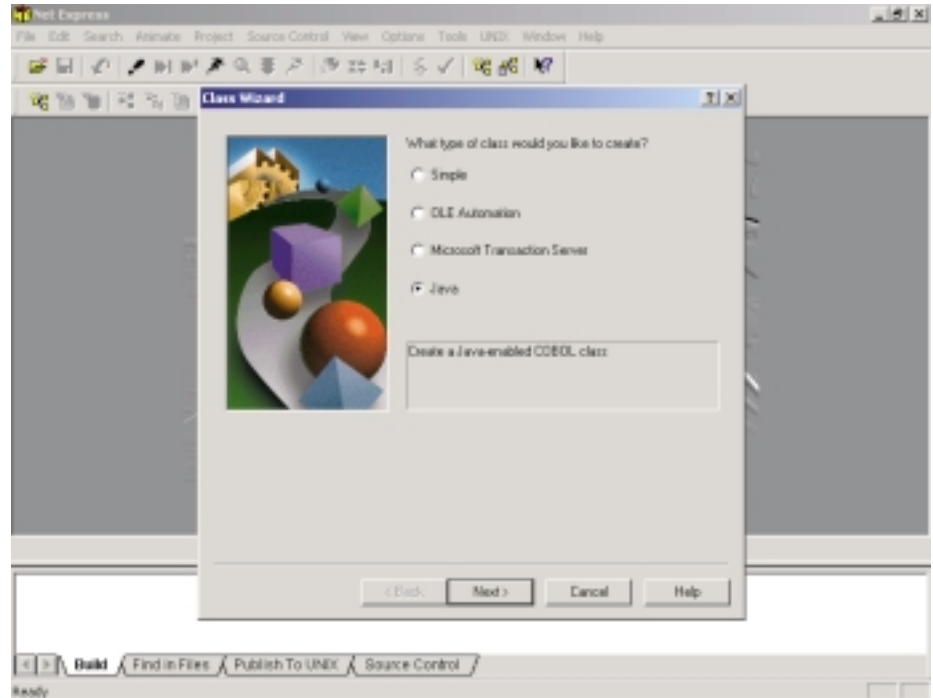 Net Express
File Edit Search Animate Project Source Control View Options Tools UNIX Window Help
Class Wizard
What type of class would you like to create?
Simple
OLE Automation
Microsoft Transaction Server
Java
Create a Java-enabled COBOL class
< Back Next > Cancel Help
Build Find in Files Publish To UNIX Source Control
Ready